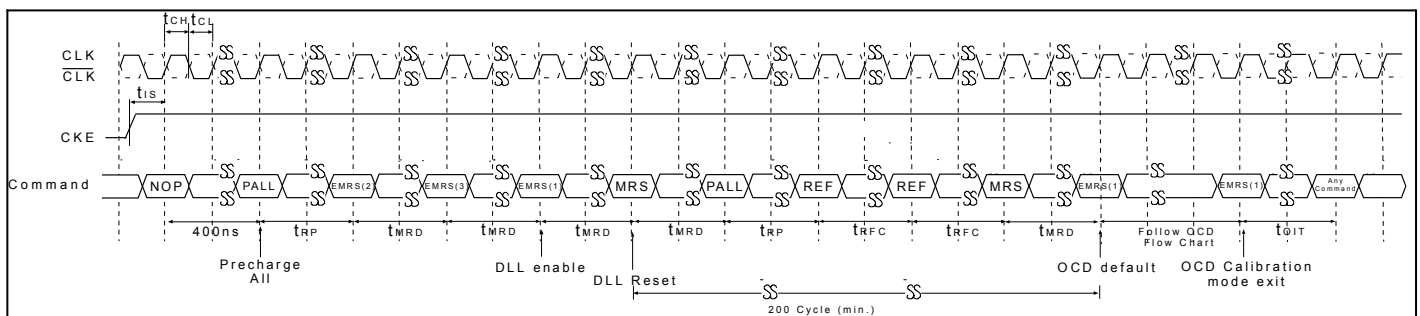 tCH tCL
CLK
CLK
tIS
CKE
Command NOP PALL EMRS(2) EMRS(3) EMRS(1) MRS PALL REF REF MRS EMRS(1) EMRS(1) Any Command
400ns tRP tMRD tMRD tMRD tMRD tRP tRFC tRFC tMRD Follow OCD Flow Chart tOIT
Precharge All
DLL enable
DLL Reset
OCD default
OCD Calibration mode exit
200 Cycle (min.)